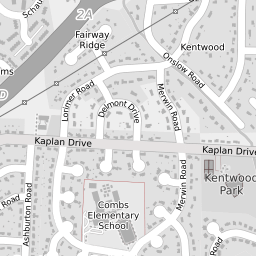 2A
Fairway
Ridge
Kentwood
Onslow Road
Lorimer Road
Delmont Drive
Merwin Road
Kaplan Drive
Kaplan Drive
Ashburton Road
Merwin Road
Kentwood
Park
Combs
Elementary
School